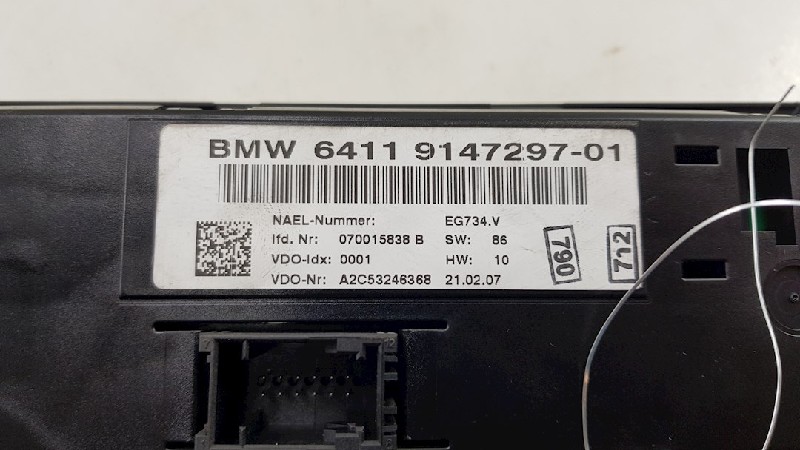 BMW 6411 9147297-01
NAEL-Nummer: EG734.V
lfd. Nr: 070015838 B SW: 86
VDO-Idx: 0001 HW: 10
VDO-Nr: A2C53246368 21.02.07
790
712